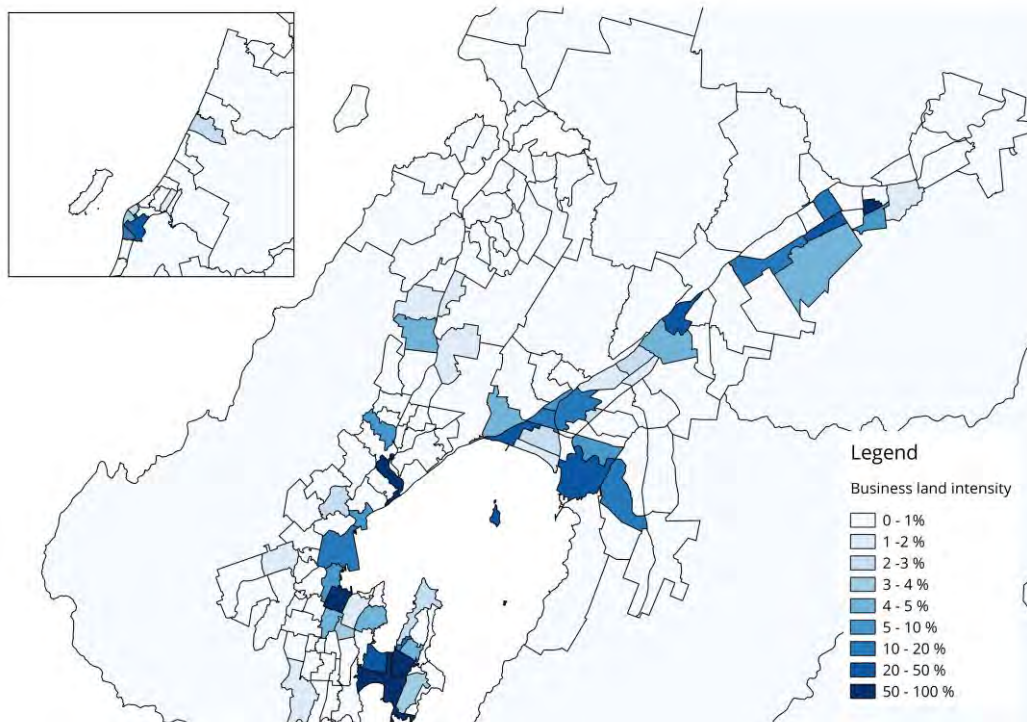 Legend
Business land intensity
0 - 1%
1 -2 %
2 -3 %
3 - 4 %
4 - 5 %
5 - 10 %
10 - 20 %
20 - 50 %
50 - 100 %